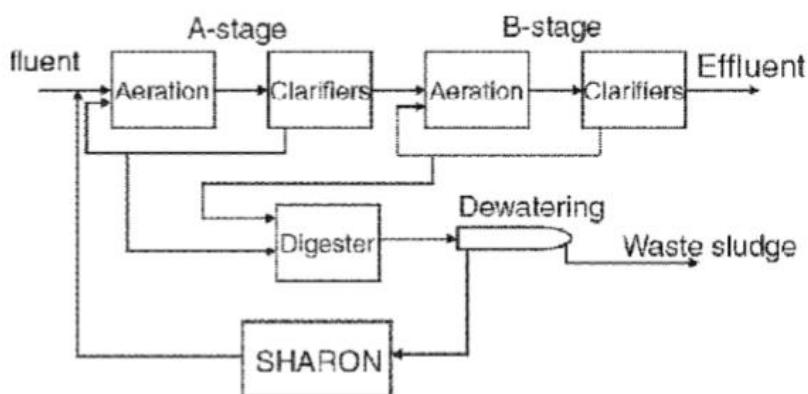 A-stage
B-stage
fluent
Aeration
Clarifiers
Aeration
Clarifiers
Effluent
Digester
Dewatering
Waste sludge
SHARON